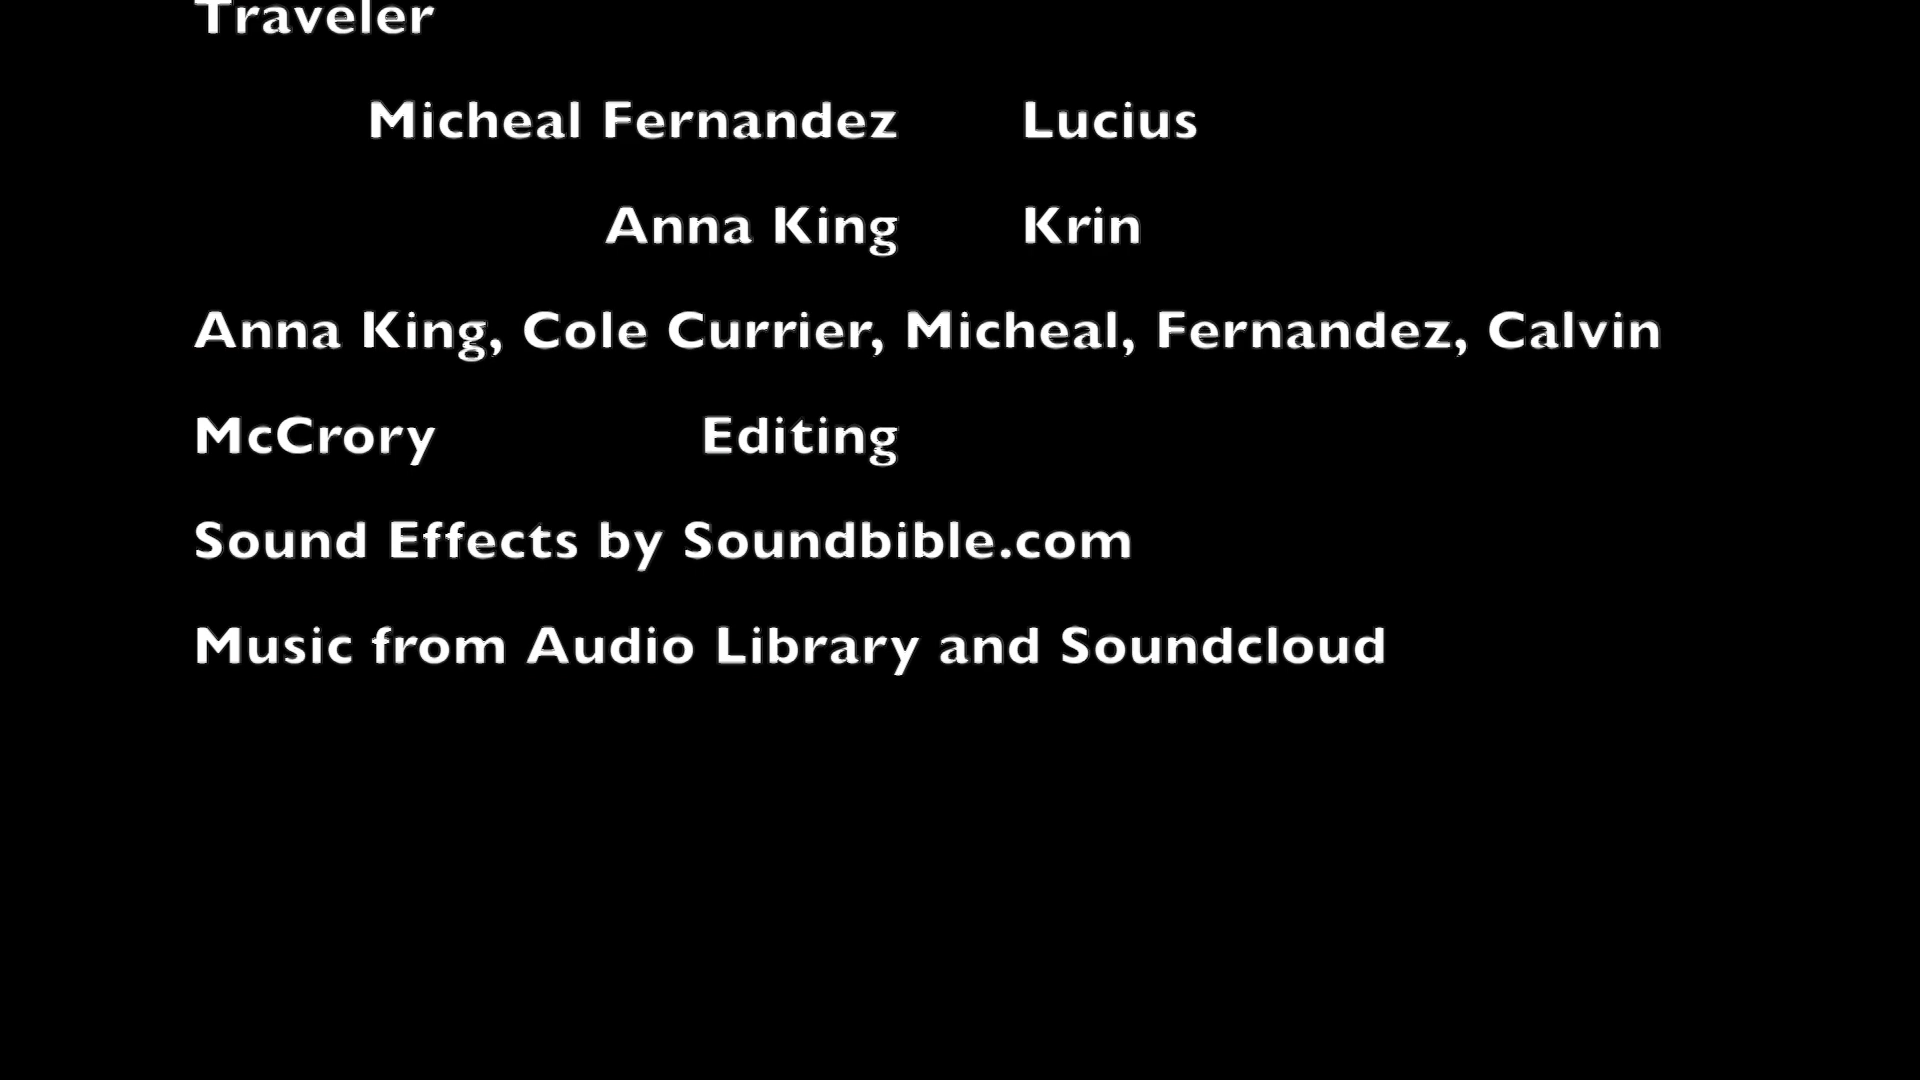 Traveler
Micheal Fernandez Lucius
Anna King Krin
Anna King, Cole Currier, Micheal, Fernandez, Calvin
McCrory Editing
Sound Effects by Soundbible.com
Music from Audio Library and Soundcloud